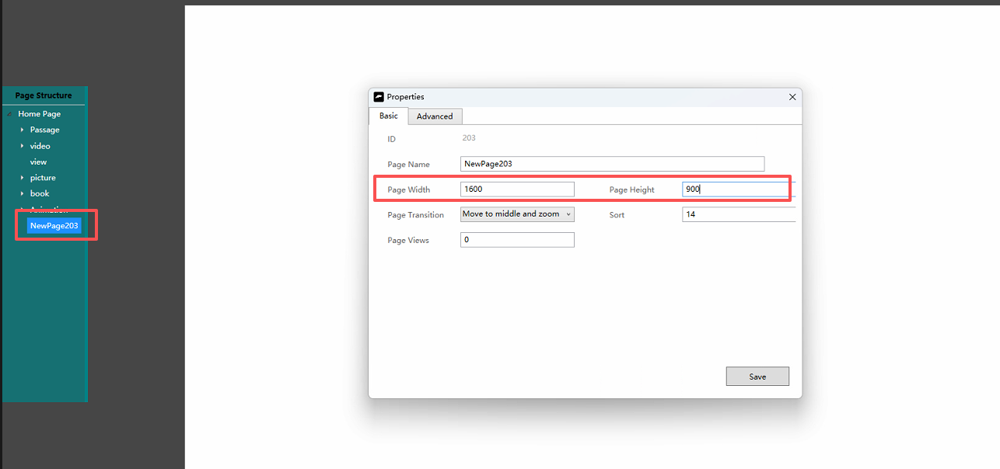 Page Structure
Home Page
Passage
video
view
picture
book
Animation
NewPage203
Properties
Basic Advanced
ID 203
Page Name NewPage203
Page Width 1600 Page Height 900
Page Transition Move to middle and zoom Sort 14
Page Views 0
Save